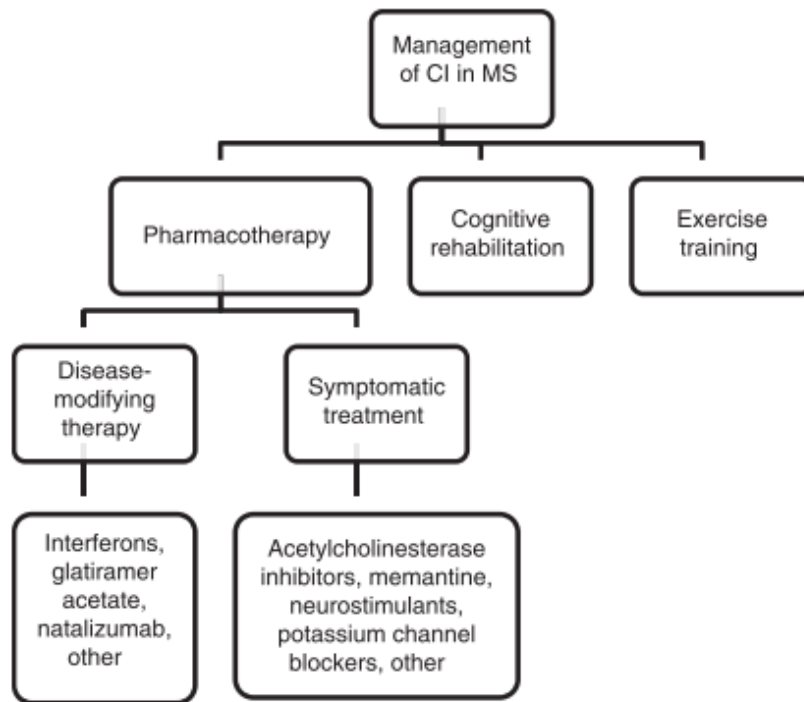 Management
of CI in MS
Pharmacotherapy
Cognitive
rehabilitation
Exercise
training
Disease-
modifying
therapy
Symptomatic
treatment
Interferons,
glatiramer
acetate,
natalizumab,
other
Acetylcholinesterase
inhibitors, memantine,
neurostimulants,
potassium channel
blockers, other